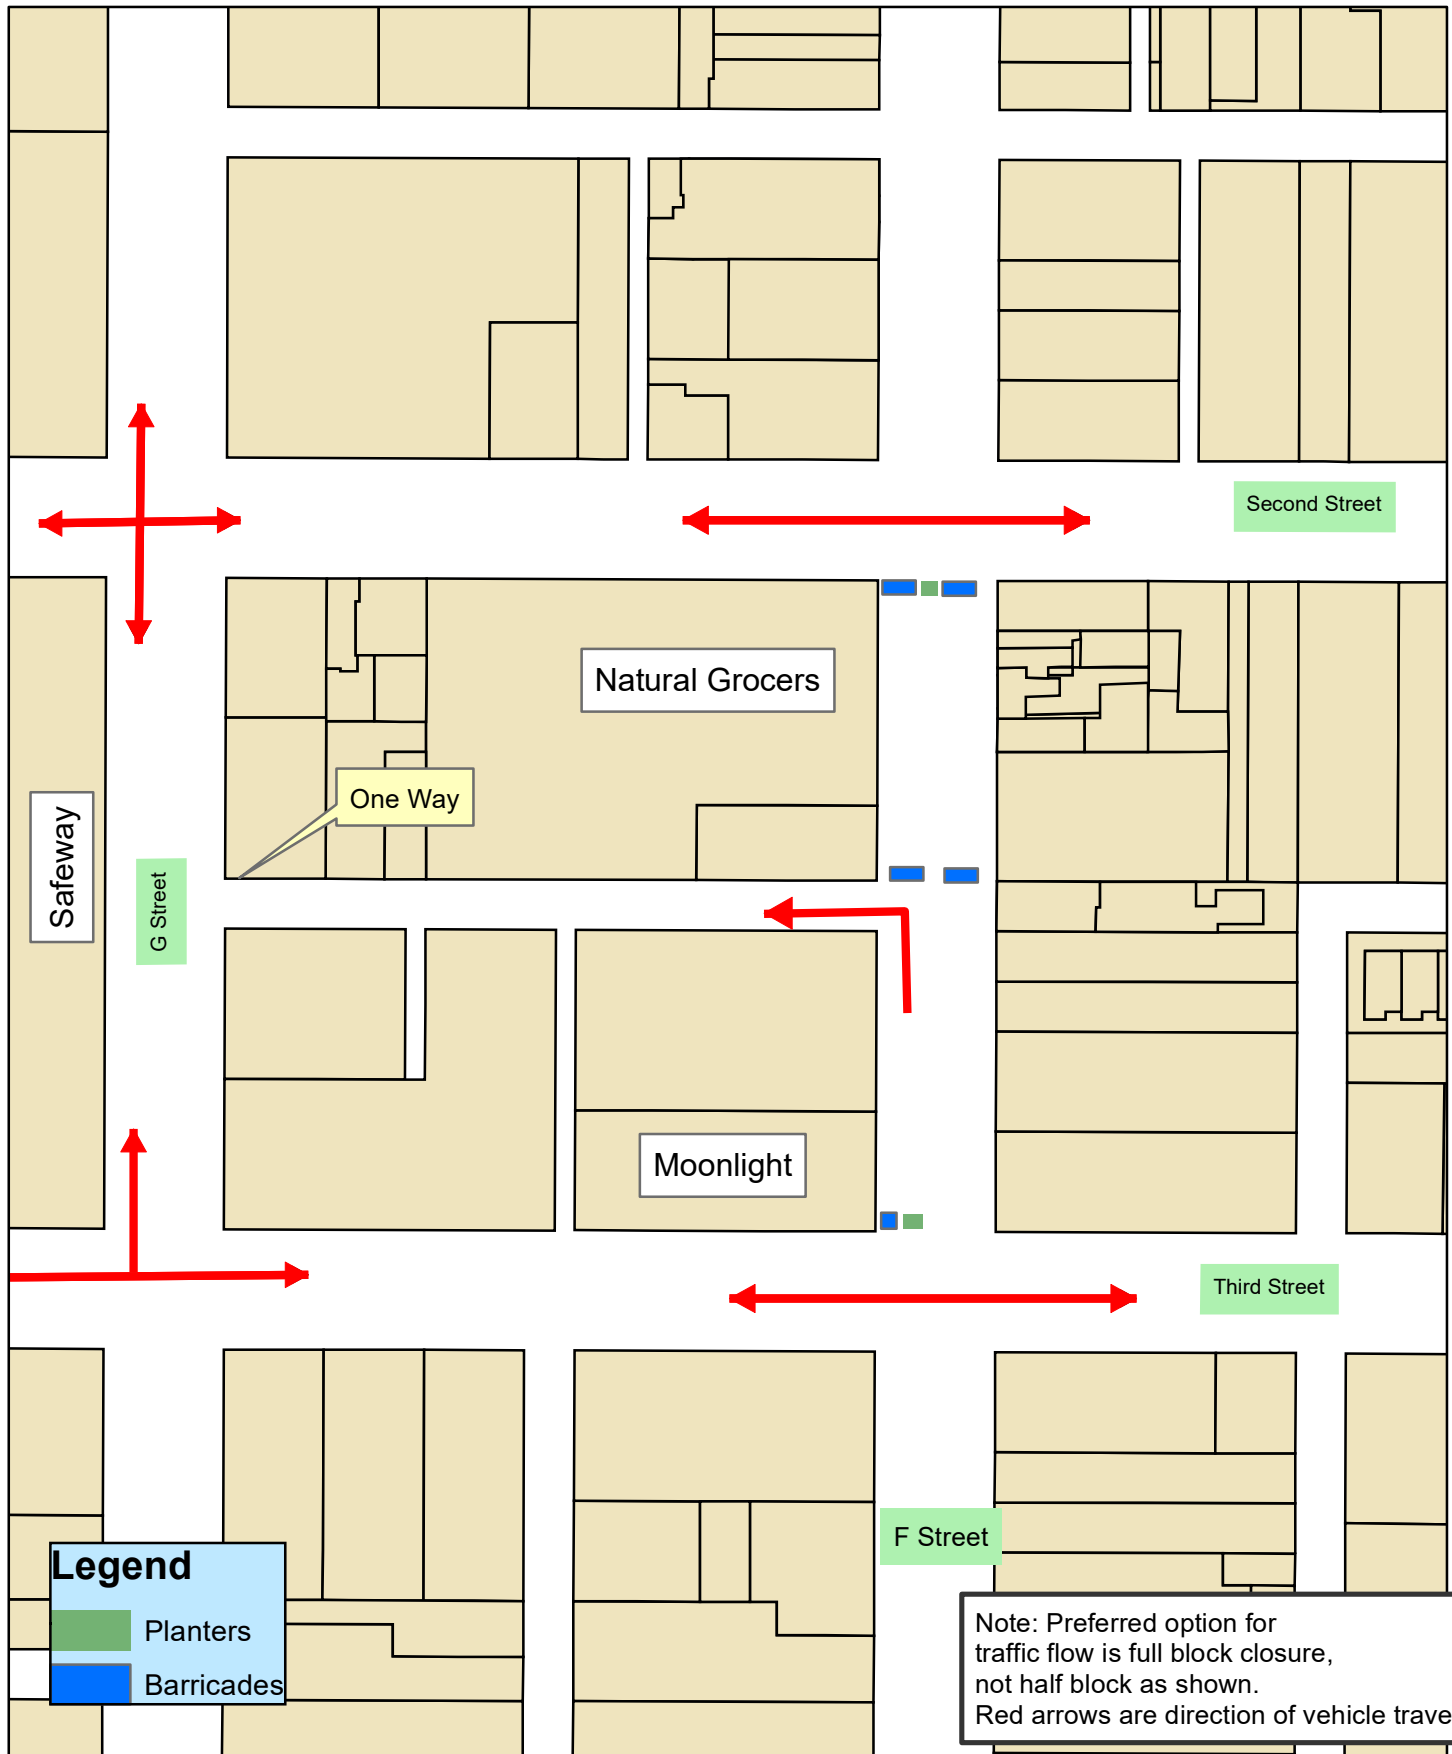 Second Street
Natural Grocers
One Way
Safeway
G Street
Moonlight
Third Street
F Street
Legend
Planters
Barricades
Note: Preferred option for
traffic flow is full block closure,
not half block as shown.
Red arrows are direction of vehicle trave